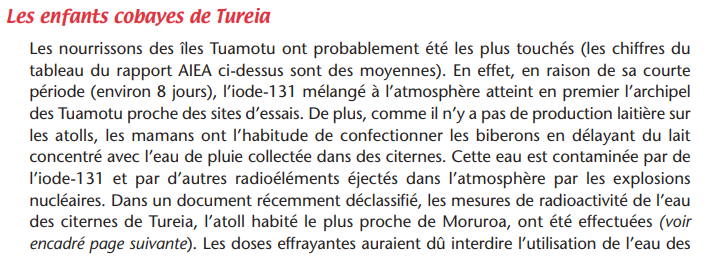 Les enfants cobayes de Tureia
Les nourrissons des îles Tuamotu ont probablement été les plus touchés (les chiffres du
tableau du rapport AIEA ci-dessus sont des moyennes). En effet, en raison de sa courte
période (environ 8 jours), l’iode-131 mélangé à l’atmosphère atteint en premier l’archipel
des Tuamotu proche des sites d’essais. De plus, comme il n’y a pas de production laitière sur
les atolls, les mamans ont l’habitude de confectionner les biberons en délayant du lait
concentré avec l’eau de pluie collectée dans des citernes. Cette eau est contaminée par de
l’iode-131 et par d’autres radioéléments éjectés dans l’atmosphère par les explosions
nucléaires. Dans un document récemment déclassifié, les mesures de radioactivité de l’eau
des citernes de Tureia, l’atoll habité le plus proche de Moruroa, ont été effectuées (voir
encadré page suivante). Les doses effrayantes auraient dû interdire l’utilisation de l’eau des